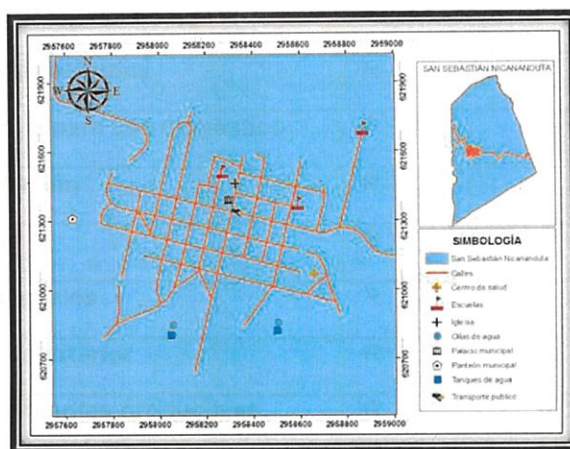 2957600 2957800 2958000 2958200 2958400 2958600 2958800 2959000
N
W E
S
621900
621600
621300
621000
620700
621900
621600
621300
621000
620700
2957600 2957800 2958000 2958200 2958400 2958600 2958800 2959000
SAN SEBASTIÁN NICANANDUTA
SIMBOLOGÍA
San Sebastián Nicananduta
Calles
Centro de salud
Escuelas
Iglesia
Ollas de agua
Palacio municipal
Panteón municipal
Tanques de agua
Transporte publico